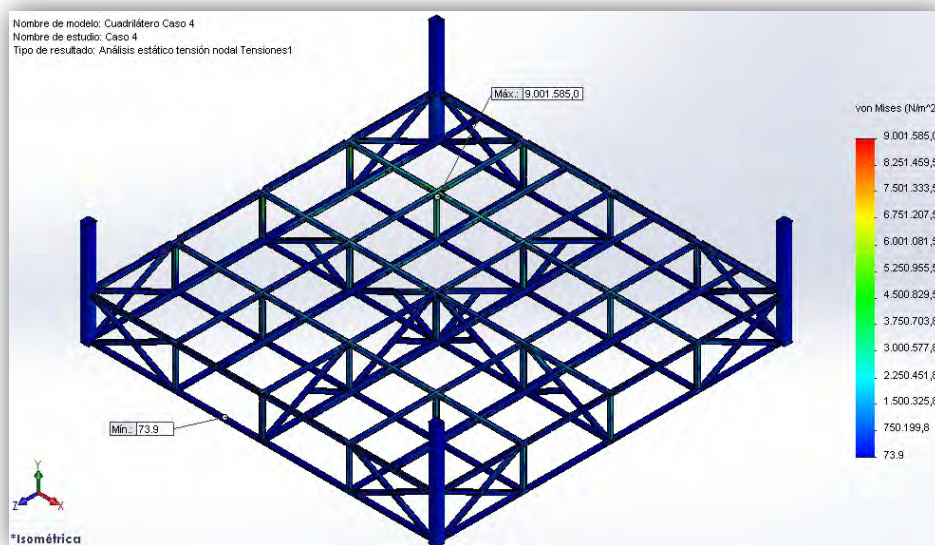 Nombre de modelo: Cuadrilátero Caso 4
Nombre de estudio: Caso 4
Tipo de resultado: Análisis estático tensión nodal Tensiones1
Máx.: 9.001.585,0
von Mises (N/m^2
9.001.585,0
8.251.459,5
7.501.333,5
6.751.207,5
6.001.081,5
5.250.955,5
4.500.829,5
3.750.703,8
3.000.577,8
2.250.451,8
1.500.325,8
750.199,8
73.9
Mín.: 73.9
Y
Z
X
*Isométrica